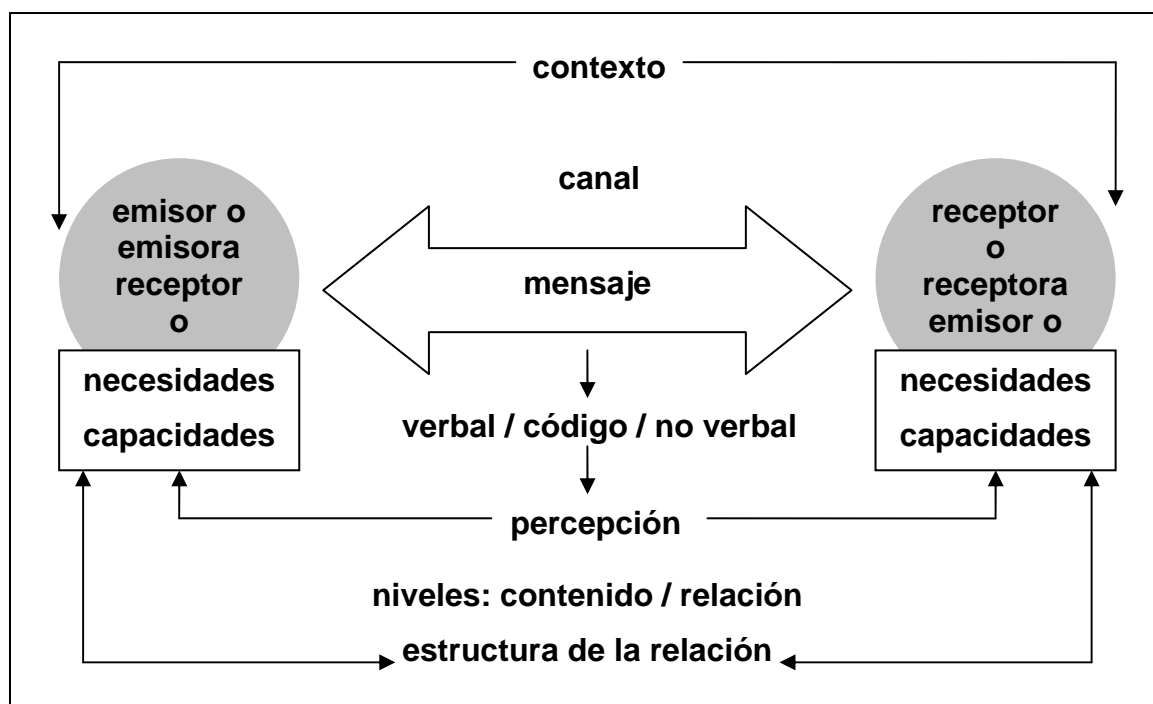 contexto
canal
emisor o
emisora
receptor
o
mensaje
receptor
o
receptora
emisor o
necesidades
capacidades
necesidades
capacidades
verbal / código / no verbal
percepción
niveles: contenido / relación
estructura de la relación